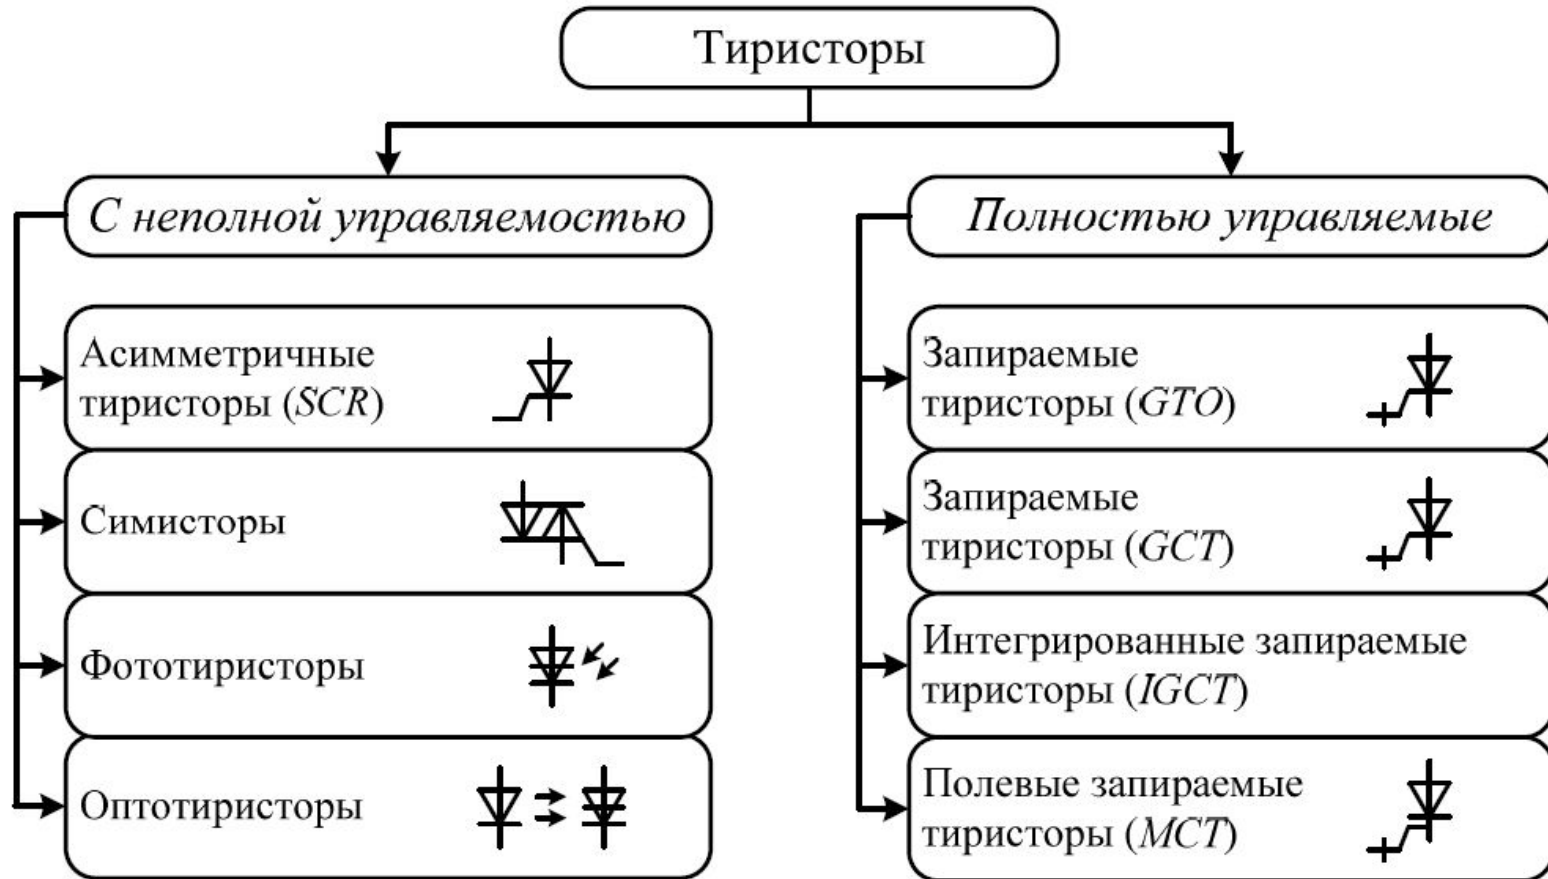 Тиристоры
С неполной управляемостью
Асимметричные
тиристоры (SCR)
Симисторы
Фототиристоры
Оптотиристоры
Полностью управляемые
Запираемые
тиристоры (GTO)
Запираемые
тиристоры (GCT)
Интегрированные запираемые
тиристоры (IGCT)
Полевые запираемые
тиристоры (MCT)